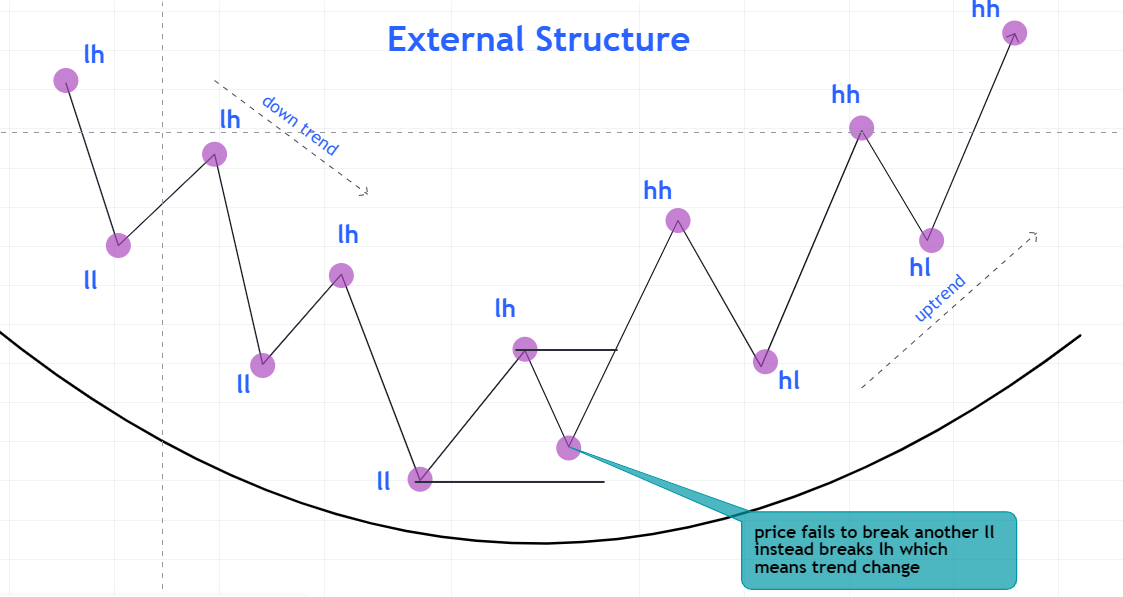 hh
External Structure
lh
hh
lh
down trend
hh
lh
hl
ll
uptrend
lh
hl
ll
ll
price fails to break another ll
instead breaks lh which
means trend change